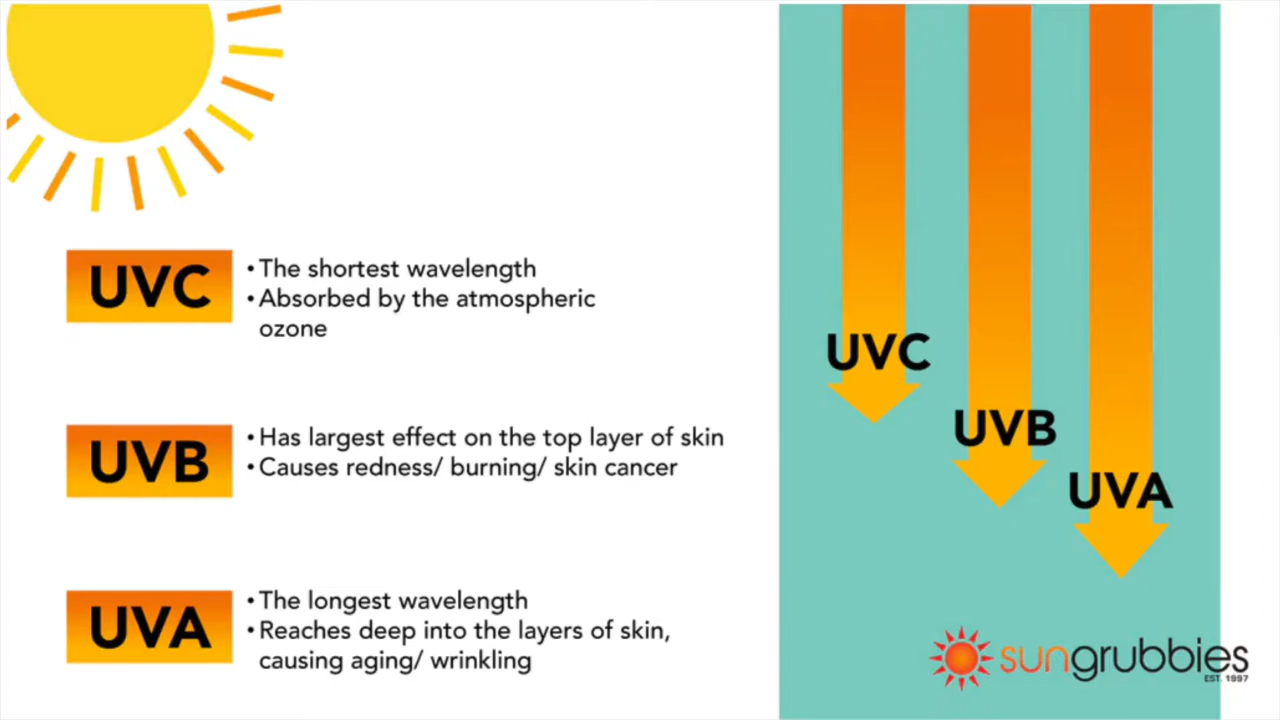 UVC
• The shortest wavelength
• Absorbed by the atmospheric
ozone
UVB
• Has largest effect on the top layer of skin
• Causes redness/ burning/ skin cancer
UVA
• The longest wavelength
• Reaches deep into the layers of skin,
causing aging/ wrinkling
UVC
UVB
UVA
sungrubbies
EST. 1997